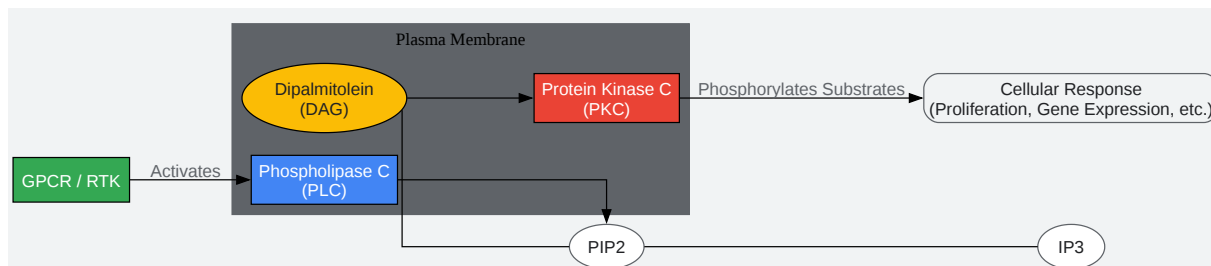 Plasma Membrane
Dipalmitolein
(DAG)
Protein Kinase C
(PKC)
Phosphorylates Substrates
Cellular Response
(Proliferation, Gene Expression, etc.)
GPCR / RTK
Activates
Phospholipase C
(PLC)
PIP2
IP3